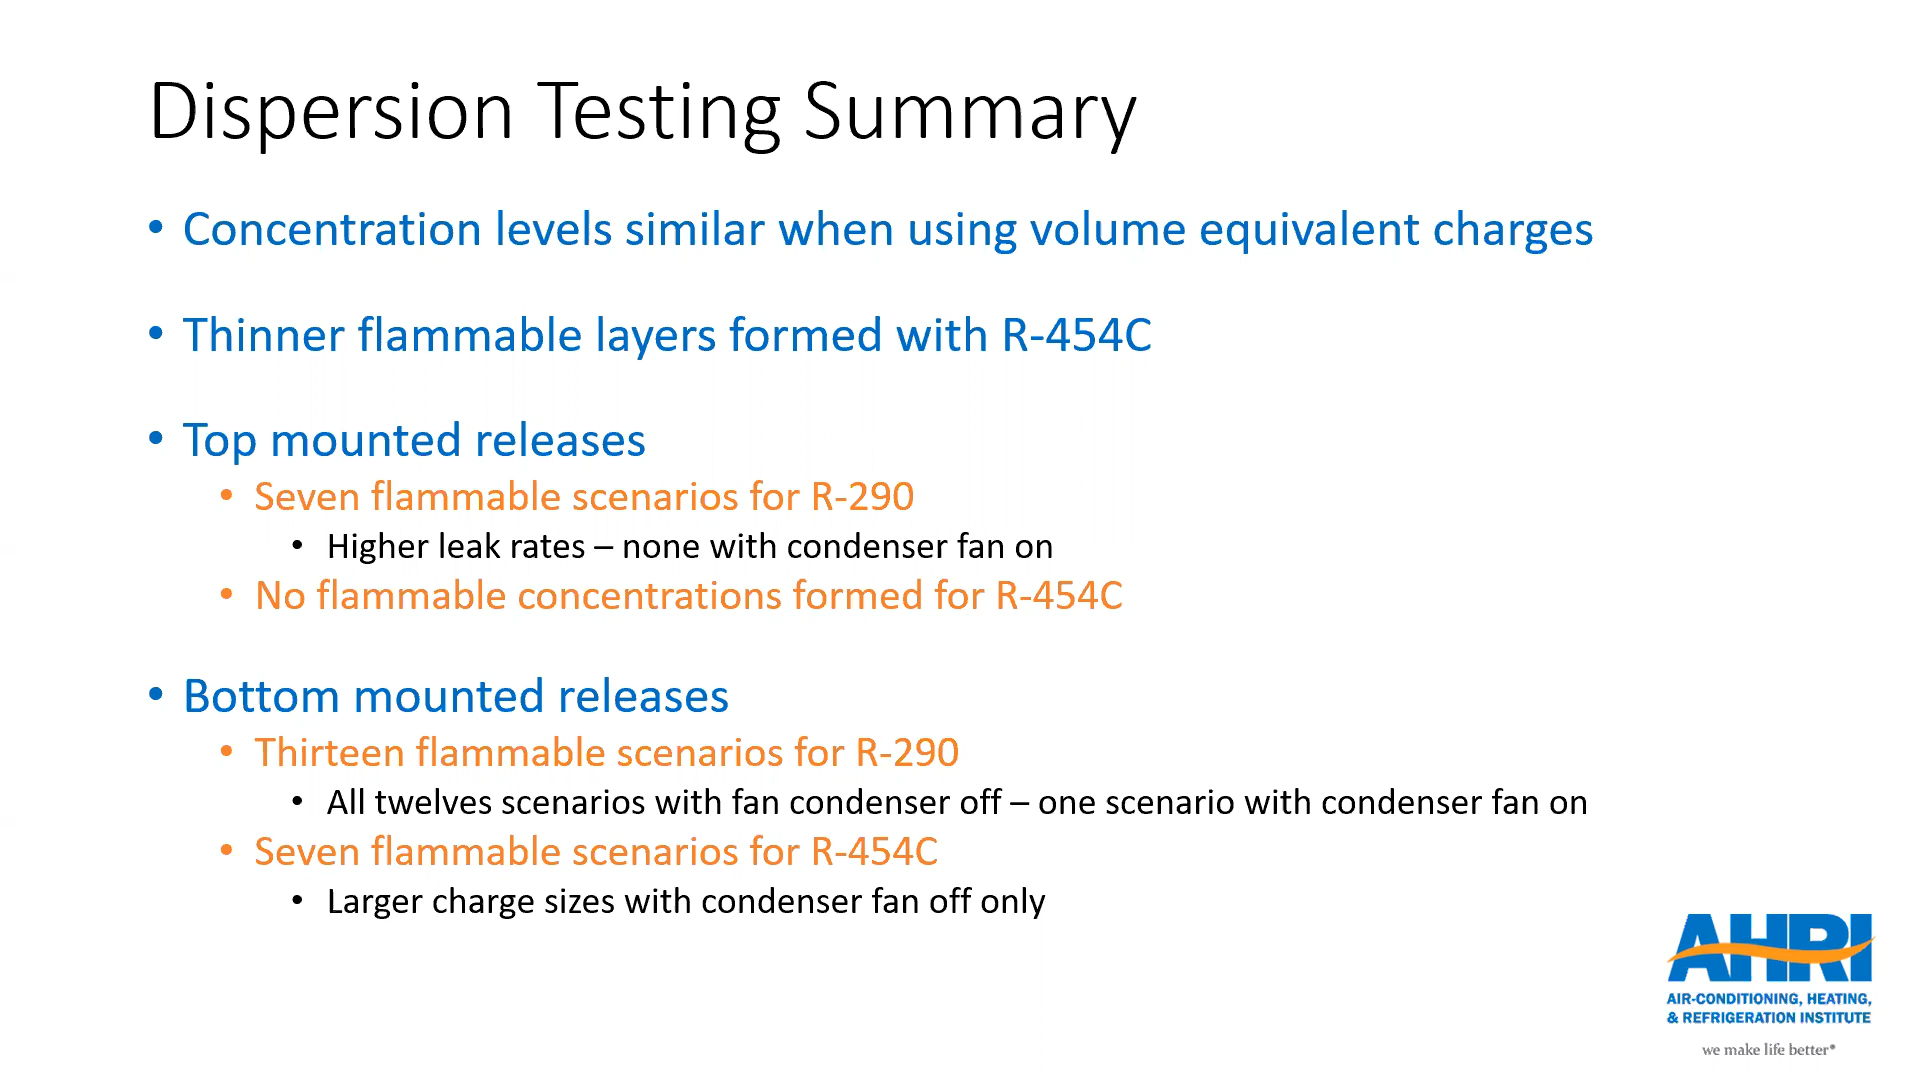 Dispersion Testing Summary
• Concentration levels similar when using volume equivalent charges
• Thinner flammable layers formed with R-454C
• Top mounted releases
• Seven flammable scenarios for R-290
• Higher leak rates – none with condenser fan on
• No flammable concentrations formed for R-454C
• Bottom mounted releases
• Thirteen flammable scenarios for R-290
• All twelves scenarios with fan condenser off – one scenario with condenser fan on
• Seven flammable scenarios for R-454C
• Larger charge sizes with condenser fan off only
AHRI
AIR-CONDITIONING, HEATING,
& REFRIGERATION INSTITUTE
we make life better®